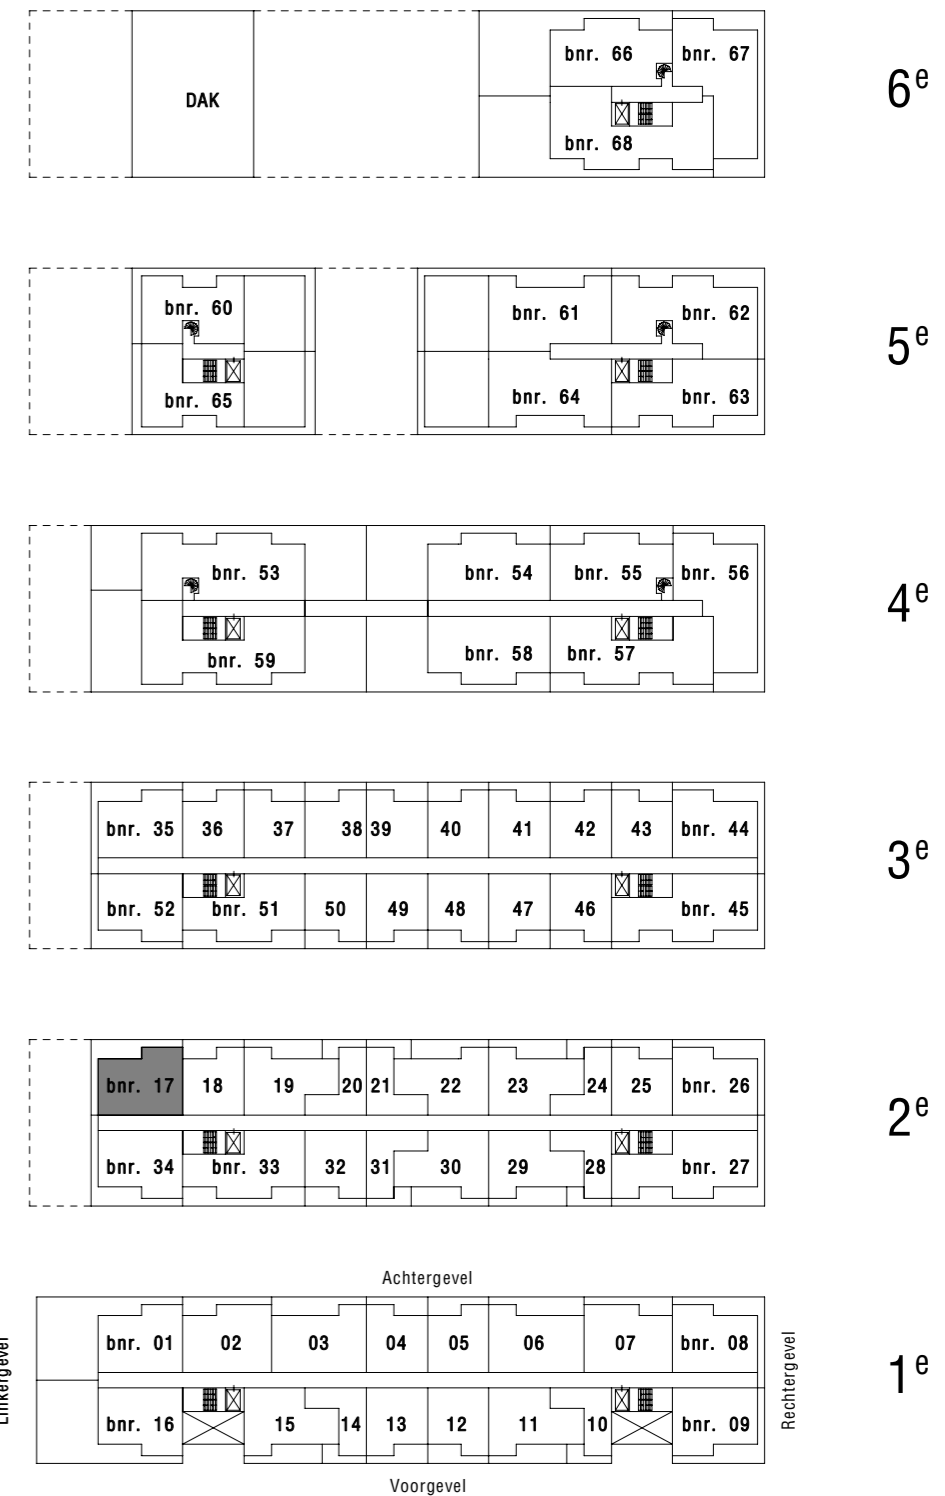 bnr. 66 bnr. 67 6e
DAK
bnr. 68
bnr. 60 bnr. 61 bnr. 62 5e
bnr. 65 bnr. 64 bnr. 63
bnr. 53 bnr. 54 bnr. 55 bnr. 56 4e
bnr. 59 bnr. 58 bnr. 57
bnr. 35 36 37 38 39 40 41 42 43 bnr. 44 3e
bnr. 52 bnr. 51 50 49 48 47 46 bnr. 45
bnr. 17 18 19 20 21 22 23 24 25 bnr. 26 2e
bnr. 34 bnr. 33 32 31 30 29 28 bnr. 27
Achtergevel
bnr. 01 02 03 04 05 06 07 bnr. 08 1e
Rechtergevel
bnr. 16 15 14 13 12 11 10 bnr. 09
Voorgevel